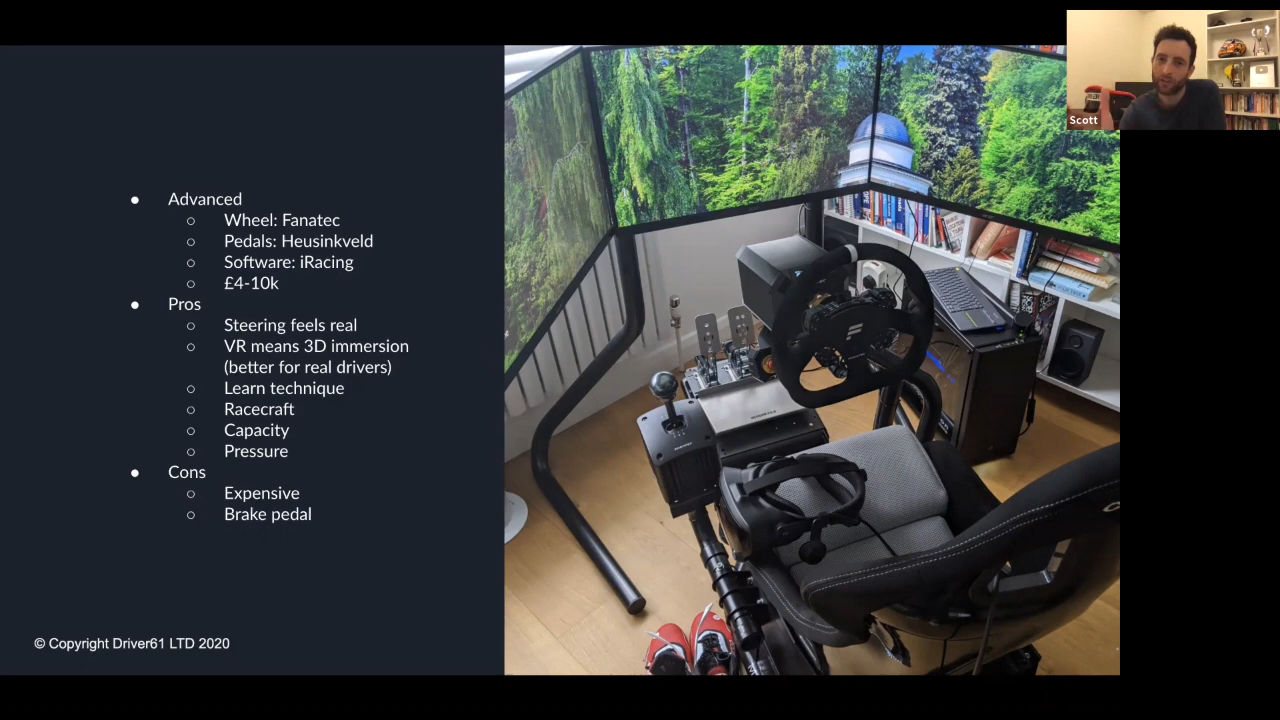 Scott
Advanced
Wheel: Fanatec
Pedals: Heusinkveld
Software: iRacing
£4-10k
Pros
Steering feels real
VR means 3D immersion
(better for real drivers)
Learn technique
Racecraft
Capacity
Pressure
Cons
Expensive
Brake pedal
© Copyright Driver61 LTD 2020